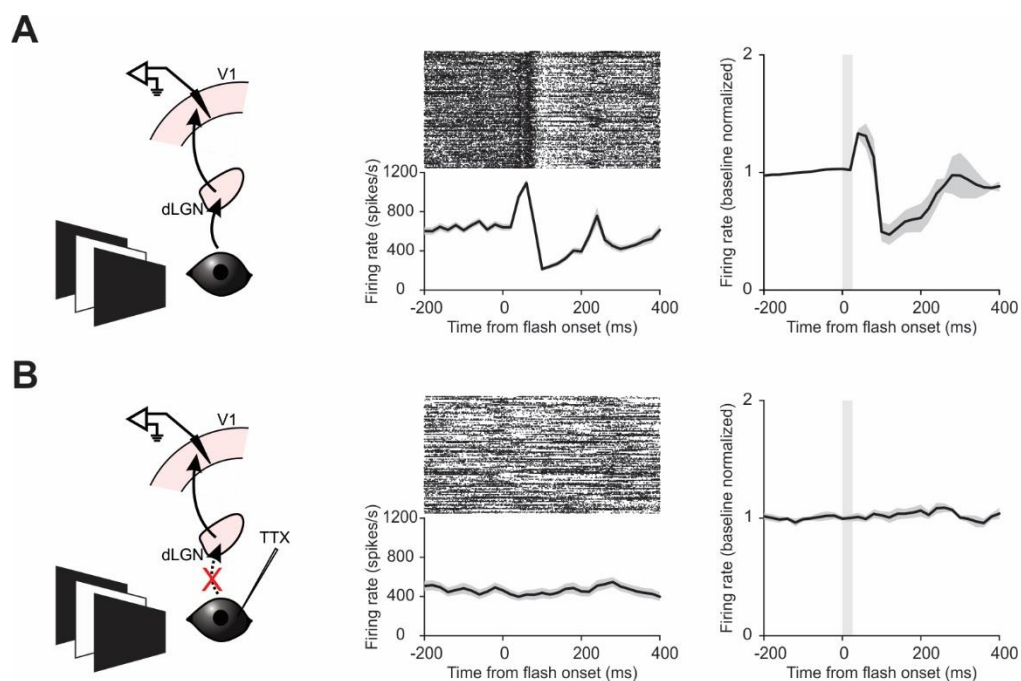 A
V1
dLGN
1200
800
400
0
Firing rate (spikes/s)
-200
0
200
400
Time from flash onset (ms)
2
1
0
Firing rate (baseline normalized)
-200
0
200
400
Time from flash onset (ms)
B
V1
dLGN
TTX
X
1200
800
400
0
Firing rate (spikes/s)
-200
0
200
400
Time from flash onset (ms)
2
1
0
Firing rate (baseline normalized)
-200
0
200
400
Time from flash onset (ms)